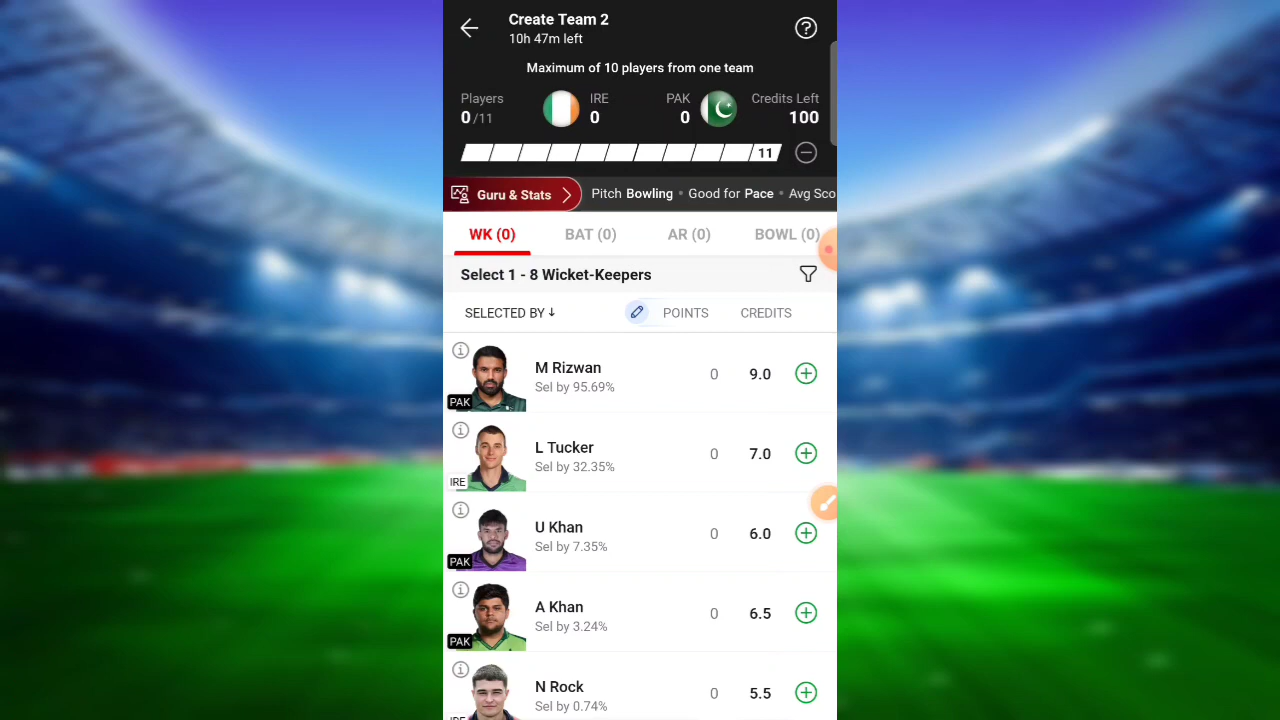 Create Team 2
10h 47m left
Maximum of 10 players from one team
Players IRE PAK Credits Left
0/11 0 0 100
11
Guru & Stats Pitch Bowling • Good for Pace • Avg Sco
WK (0) BAT (0) AR (0) BOWL (0)
Select 1 - 8 Wicket-Keepers
SELECTED BY ↓ POINTS CREDITS
M Rizwan 0 9.0
Sel by 95.69%
PAK
L Tucker 0 7.0
Sel by 32.35%
IRE
U Khan 0 6.0
Sel by 7.35%
PAK
A Khan 0 6.5
Sel by 3.24%
PAK
N Rock 0 5.5
Sel by 0.74%